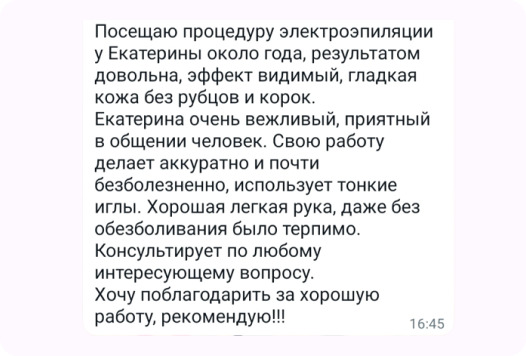 Посещаю процедуру электроэпиляции
у Екатерины около года, результатом
довольна, эффект видимый, гладкая
кожа без рубцов и корок.
Екатерина очень вежливый, приятный
в общении человек. Свою работу
делает аккуратно и почти
безболезненно, использует тонкие
иглы. Хорошая легкая рука, даже без
обезболивания было терпимо.
Консультирует по любому
интересующему вопросу.
Хочу поблагодарить за хорошую
работу, рекомендую!!!
16:45